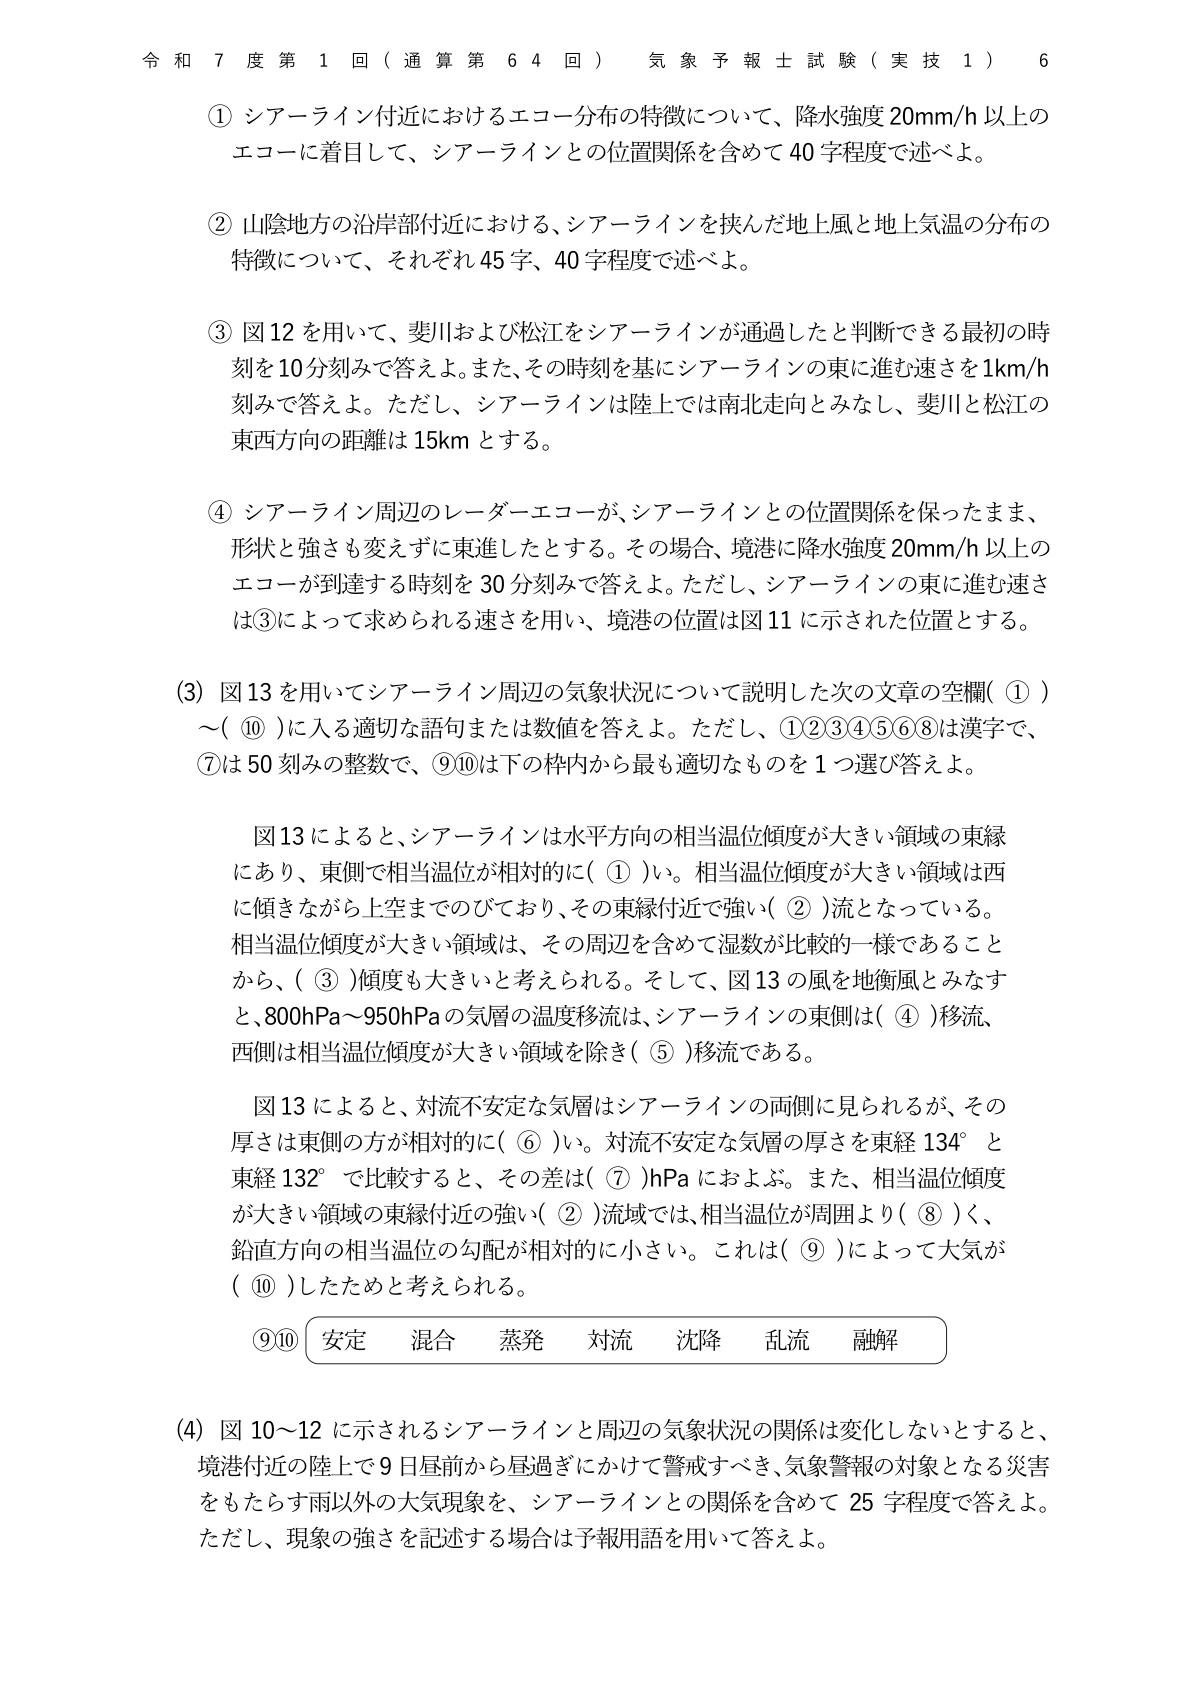 令和7度第1回(通算第64回) 気象予報士試験(実技1) 6
① シアーライン付近におけるエコー分布の特徴について、降水強度 20mm/h 以上の
エコーに着目して、シアーラインとの位置関係を含めて 40 字程度で述べよ。
② 山陰地方の沿岸部付近における、シアーラインを挟んだ地上風と地上気温の分布の
特徴について、それぞれ 45 字、40 字程度で述べよ。
③ 図 12 を用いて、斐川および松江をシアーラインが通過したと判断できる最初の時
刻を10分刻みで答えよ。また、その時刻を基にシアーラインの東に進む速さを1km/h
刻みで答えよ。ただし、シアーラインは陸上では南北走向とみなし、斐川と松江の
東西方向の距離は 15km とする。
④ シアーライン周辺のレーダーエコーが、シアーラインとの位置関係を保ったまま、
形状と強さも変えずに東進したとする。その場合、境港に降水強度 20mm/h 以上の
エコーが到達する時刻を 30 分刻みで答えよ。ただし、シアーラインの東に進む速さ
は③によって求められる速さを用い、境港の位置は図 11 に示された位置とする。
(3) 図 13 を用いてシアーライン周辺の気象状況について説明した次の文章の空欄( ① )
～( ⑩ )に入る適切な語句または数値を答えよ。ただし、①②③④⑤⑥⑧は漢字で、
⑦は 50 刻みの整数で、⑨⑩は下の枠内から最も適切なものを 1 つ選び答えよ。
図 13 によると、シアーラインは水平方向の相当温位傾度が大きい領域の東縁
にあり、東側で相当温位が相対的に( ① )い。相当温位傾度が大きい領域は西
に傾きながら上空までのびており、その東縁付近で強い( ② )流となっている。
相当温位傾度が大きい領域は、その周辺を含めて湿数が比較的一様であること
から、( ③ )傾度も大きいと考えられる。そして、図 13 の風を地衡風とみなす
と、800hPa～950hPa の気層の温度移流は、シアーラインの東側は( ④ )移流、
西側は相当温位傾度が大きい領域を除き( ⑤ )移流である。
図 13 によると、対流不安定な気層はシアーラインの両側に見られるが、その
厚さは東側の方が相対的に( ⑥ )い。対流不安定な気層の厚さを東経 134° と
東経 132° で比較すると、その差は( ⑦ )hPa におよぶ。また、相当温位傾度
が大きい領域の東縁付近の強い( ② )流域では、相当温位が周囲より( ⑧ )く、
鉛直方向の相当温位の勾配が相対的に小さい。これは( ⑨ )によって大気が
( ⑩ )したためと考えられる。
⑨⑩ 安定 混合 蒸発 対流 沈降 乱流 融解
(4) 図 10～12 に示されるシアーラインと周辺の気象状況の関係は変化しないとすると、
境港付近の陸上で 9 日昼前から昼過ぎにかけて警戒すべき、気象警報の対象となる災害
をもたらす雨以外の大気現象を、シアーラインとの関係を含めて 25 字程度で答えよ。
ただし、現象の強さを記述する場合は予報用語を用いて答えよ。